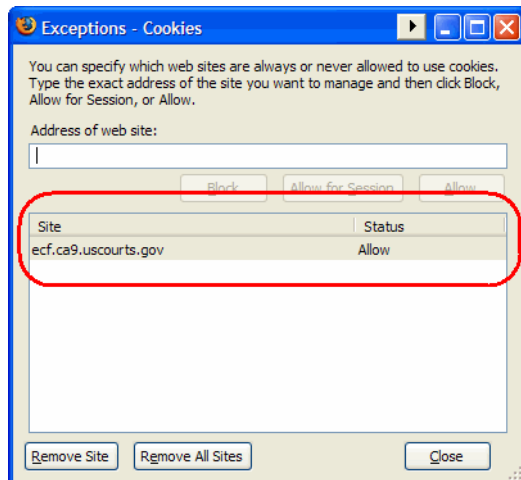 Exceptions - Cookies
You can specify which web sites are always or never allowed to use cookies.
Type the exact address of the site you want to manage and then click Block,
Allow for Session, or Allow.
Address of web site:
Block Allow for Session Allow
Site Status
ecf.ca9.uscourts.gov Allow
Remove Site Remove All Sites Close